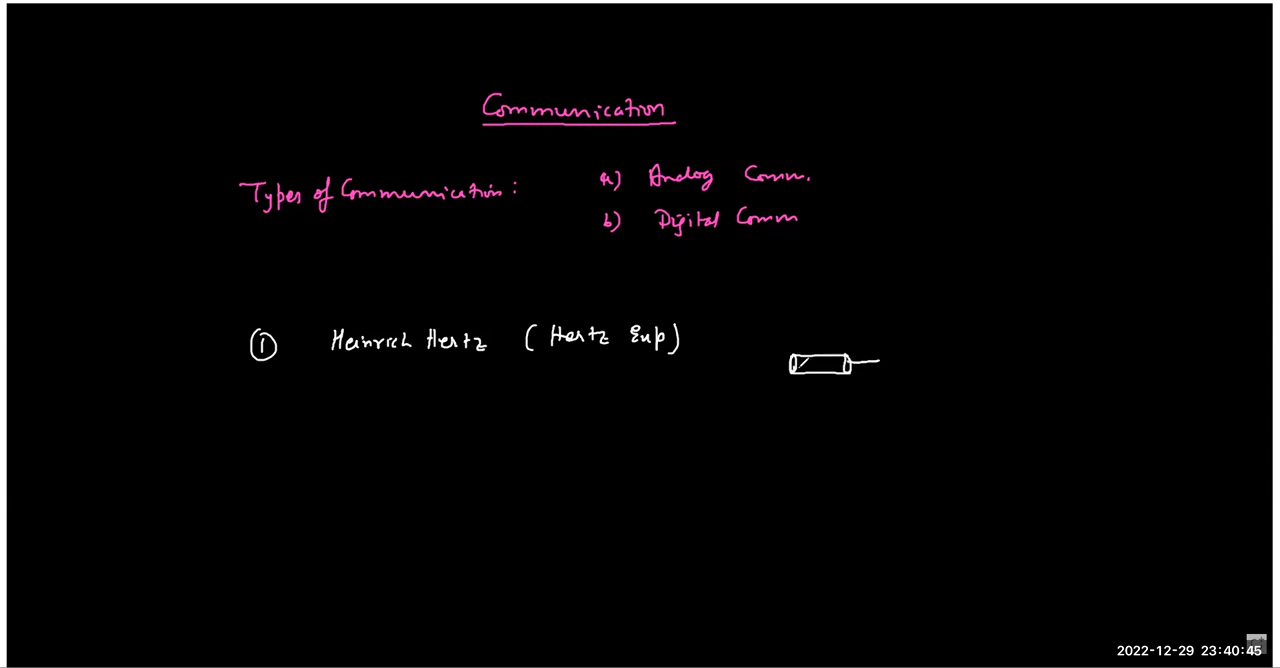 Communication
Types of Communication : a) Analog Comm.
b) Digital Comm
① Heinrich Hertz ( Hertz Exp)
2022-12-29 23:40:45